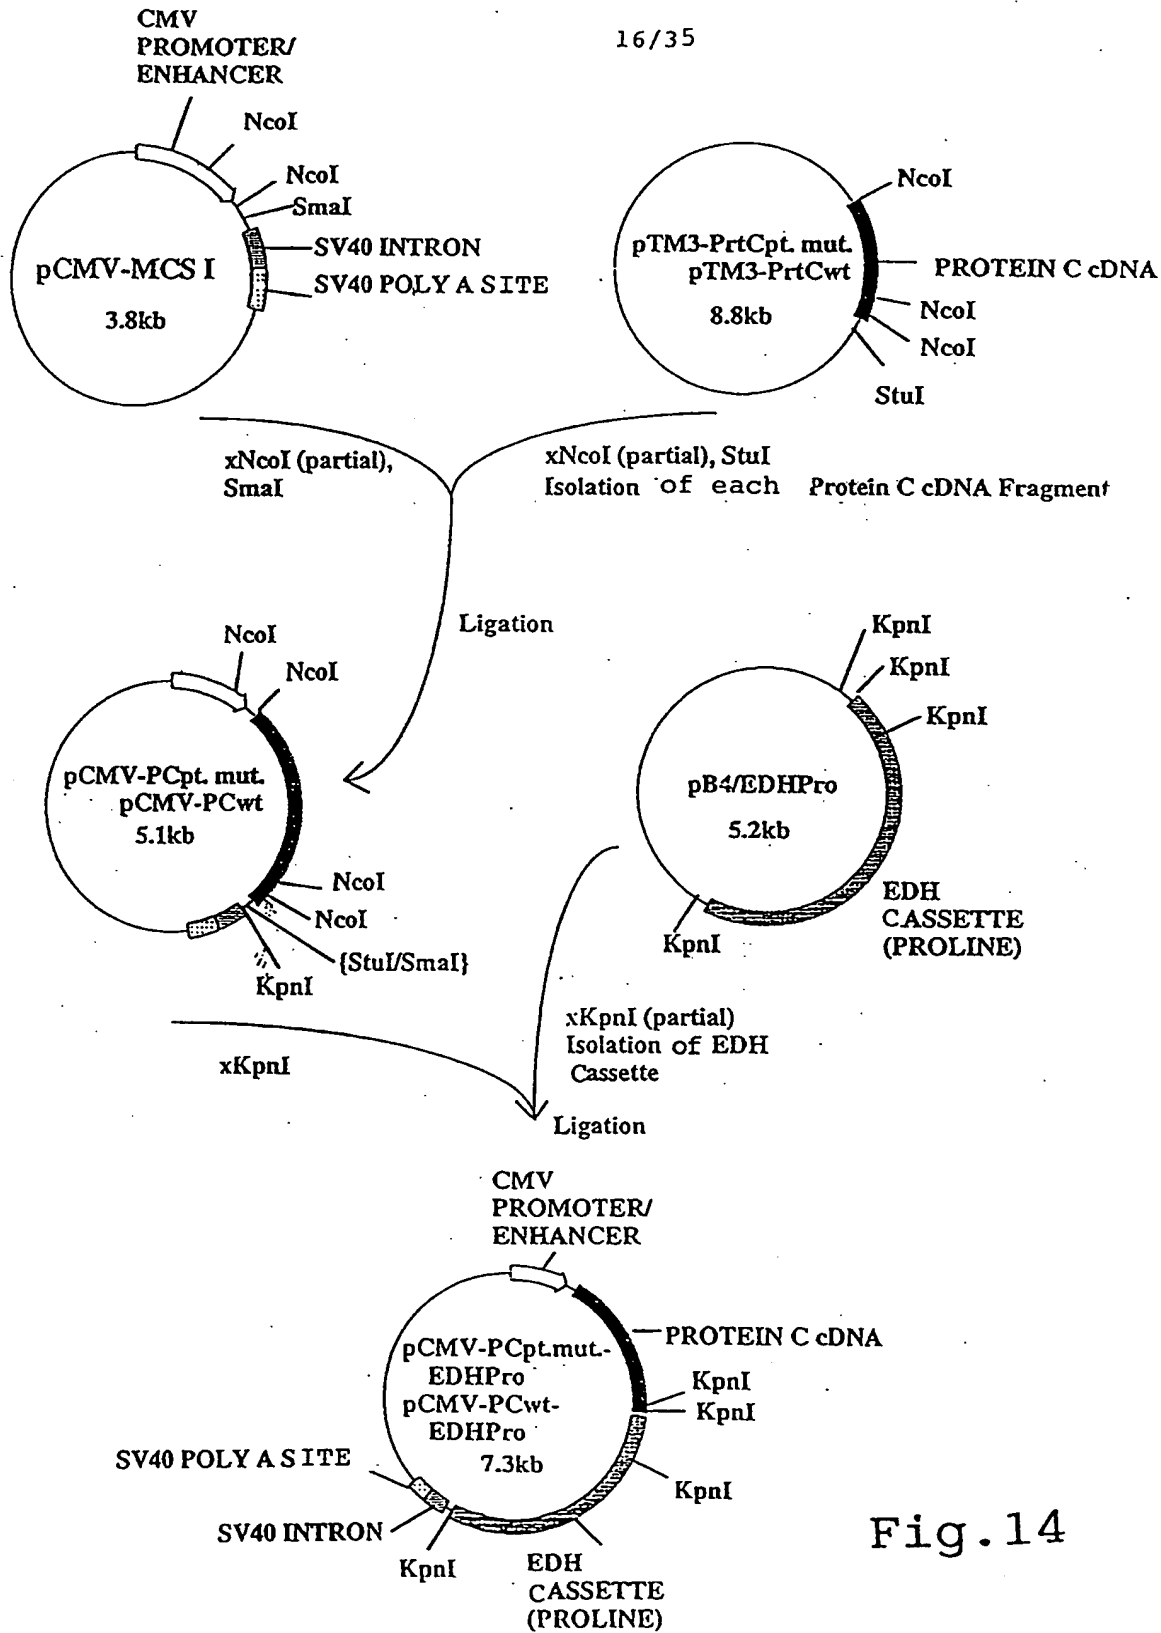 16/35
CMV
PROMOTER/
ENHANCER
NcoI
NcoI
SmaI
SV40 INTRON
SV40 POLY A SITE
pCMV-MCS I
3.8kb
NcoI
pTM3-PrtCpt. mut.
pTM3-PrtCwt
8.8kb
PROTEIN C cDNA
NcoI
NcoI
StuI
xNcoI (partial),
SmaI
xNcoI (partial), StuI
Isolation of each Protein C cDNA Fragment
Ligation
NcoI
NcoI
pCMV-PCpt. mut.
pCMV-PCwt
5.1kb
NcoI
NcoI
{StuI/SmaI}
KpnI
KpnI
KpnI
KpnI
pB4/EDHPro
5.2kb
EDH
CASSETTE
(PROLINE)
KpnI
xKpnI
xKpnI (partial)
Isolation of EDH
Cassette
Ligation
CMV
PROMOTER/
ENHANCER
PROTEIN C cDNA
pCMV-PCpt.mut.-
EDHPro
pCMV-PCwt-
EDHPro
7.3kb
KpnI
KpnI
KpnI
SV40 POLY A SITE
SV40 INTRON
KpnI
EDH
CASSETTE
(PROLINE)
Fig.14